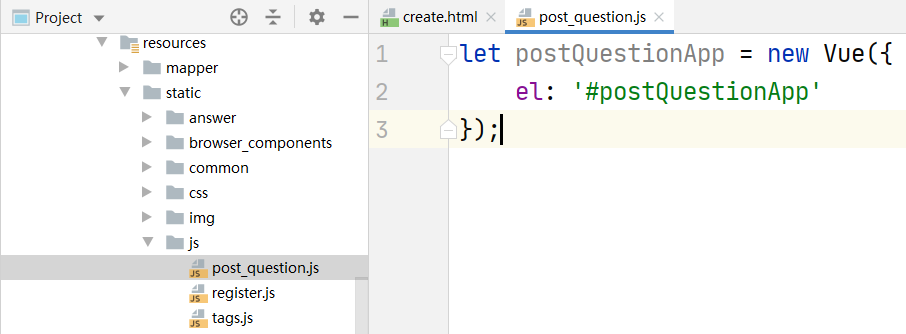 Project
resources
mapper
static
answer
browser_components
common
css
img
js
post_question.js
register.js
tags.js
create.html
post_question.js
1 let postQuestionApp = new Vue({
2 el: '#postQuestionApp'
3 });